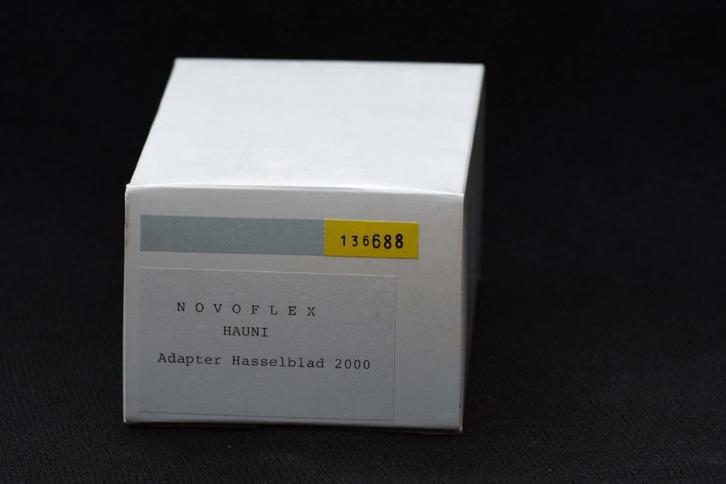 136688
NOVOFLEX
HAUNI
Adapter Hasselblad 2000